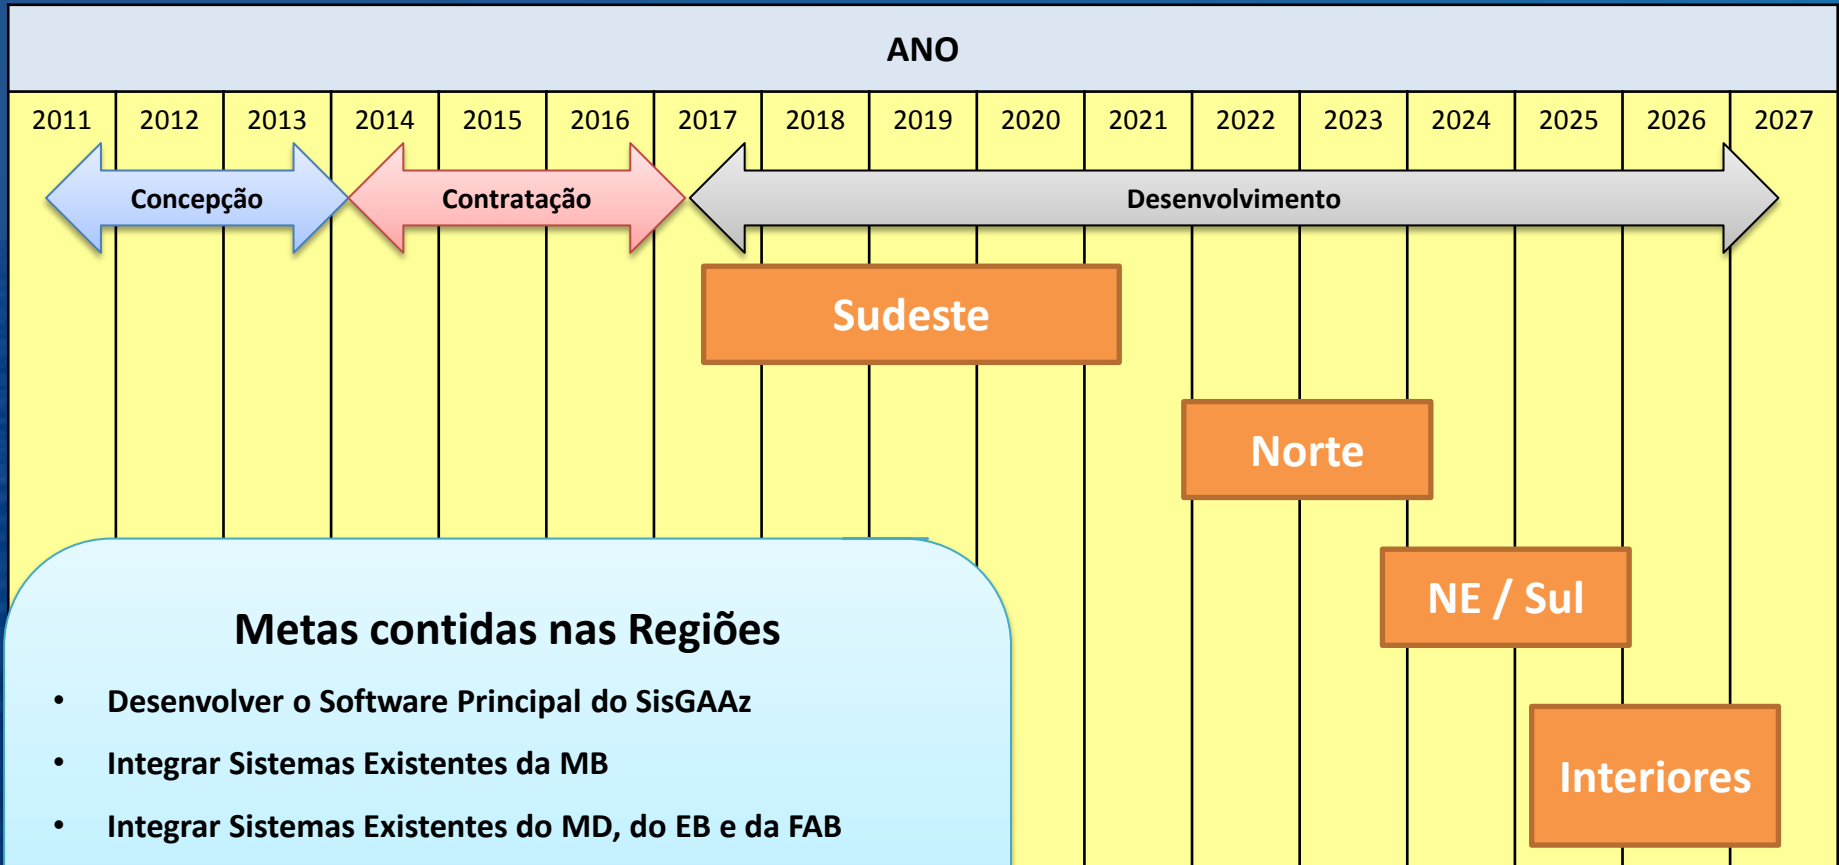 ANO
2011 2012 2013 2014 2015 2016 2017 2018 2019 2020 2021 2022 2023 2024 2025 2026 2027
Concepção Contratação Desenvolvimento
Sudeste
Norte
NE / Sul
Interiores
Metas contidas nas Regiões
• Desenvolver o Software Principal do SisGAAz
• Integrar Sistemas Existentes da MB
• Integrar Sistemas Existentes do MD, do EB e da FAB